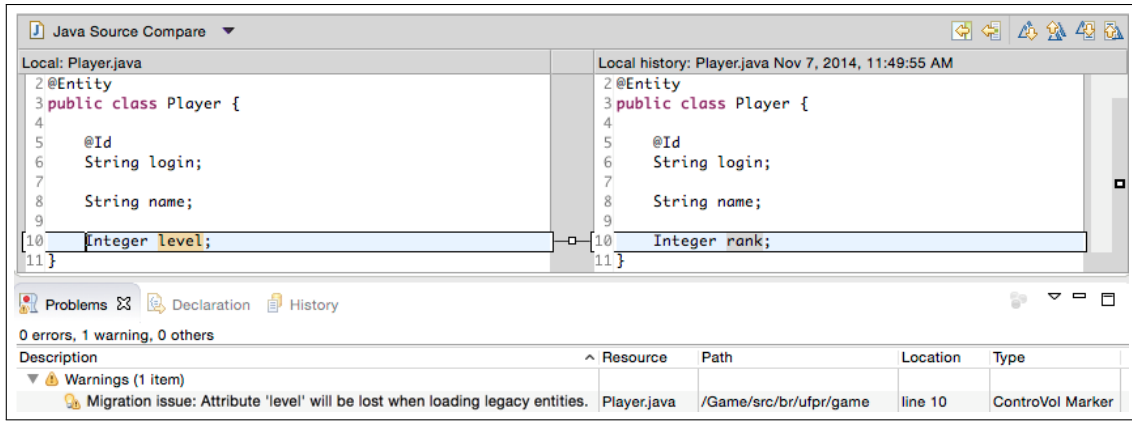 Java Source Compare
Local: Player.java
2 @Entity
3 public class Player {
4
5 @Id
6 String login;
7
8 String name;
9
10 Integer level;
11 }
Local history: Player.java Nov 7, 2014, 11:49:55 AM
2 @Entity
3 public class Player {
4
5 @Id
6 String login;
7
8 String name;
9
10 Integer rank;
11 }
Problems Declaration History
0 errors, 1 warning, 0 others
Description Resource Path Location Type
Warnings (1 item)
Migration issue: Attribute 'level' will be lost when loading legacy entities. Player.java /Game/src/br/ufpr/game line 10 ControVol Marker